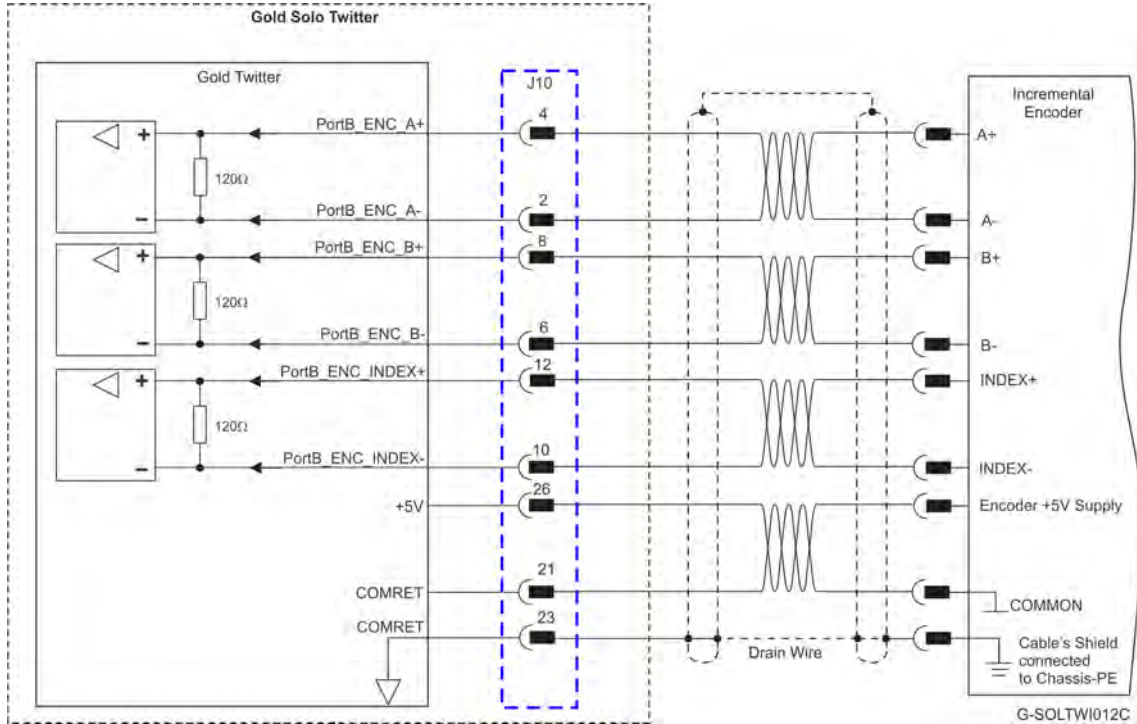 Gold Solo Twitter
Gold Twitter
J10
Incremental
Encoder
+
PortB_ENC_A+
4
A+
120Ω
-
PortB_ENC_A-
2
A-
+
PortB_ENC_B+
8
B+
120Ω
-
PortB_ENC_B-
6
B-
+
PortB_ENC_INDEX+
12
INDEX+
120Ω
-
PortB_ENC_INDEX-
10
INDEX-
+5V
26
Encoder +5V Supply
COMRET
21
COMMON
COMRET
23
Drain Wire
Cable's Shield
connected
to Chassis-PE
G-SOLTWI012C